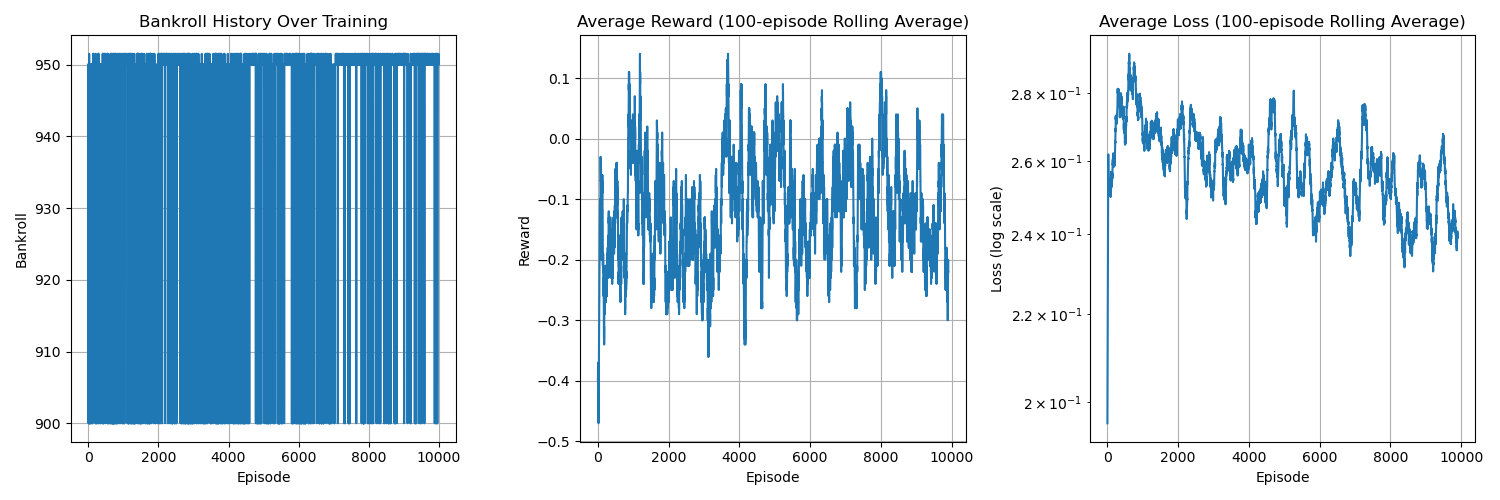 Bankroll History Over Training
950
940
930
920
910
900
Bankroll
0 2000 4000 6000 8000 10000
Episode
Average Reward (100-episode Rolling Average)
0.1
0.0
−0.1
−0.2
−0.3
−0.4
−0.5
Reward
0 2000 4000 6000 8000 10000
Episode
Average Loss (100-episode Rolling Average)
2.8 × 10⁻¹
2.6 × 10⁻¹
2.4 × 10⁻¹
2.2 × 10⁻¹
2 × 10⁻¹
Loss (log scale)
0 2000 4000 6000 8000 10000
Episode